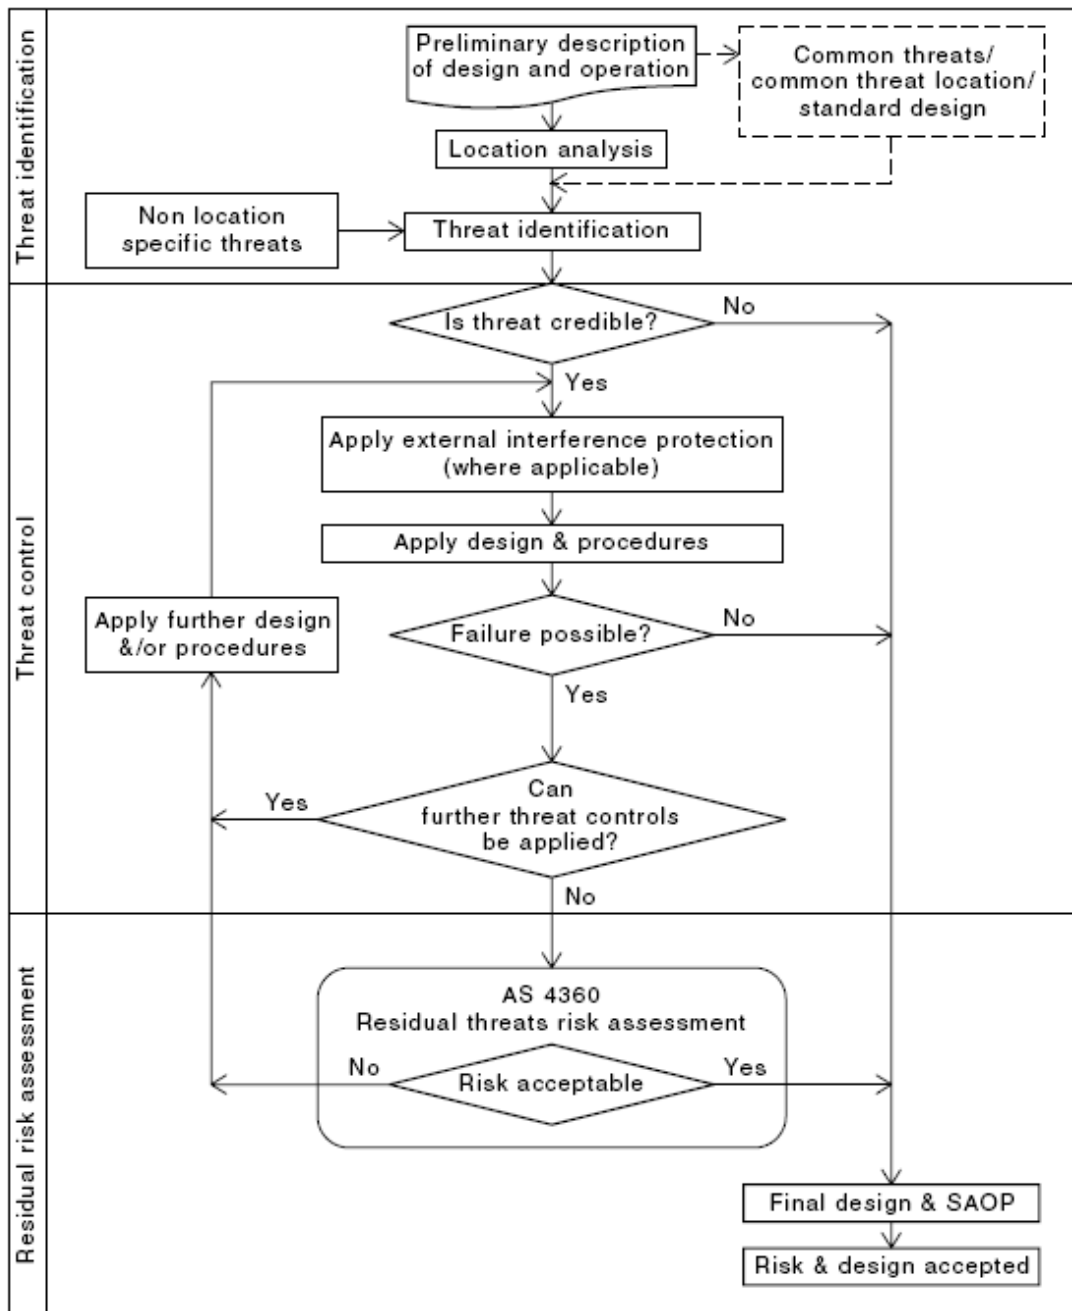 Threat identification
Preliminary description
of design and operation
Common threats/
common threat location/
standard design
Location analysis
Non location
specific threats
Threat identification
Threat control
Is threat credible?
No
Yes
Apply external interference protection
(where applicable)
Apply design & procedures
Apply further design
&/or procedures
Failure possible?
No
Yes
Can
further threat controls
be applied?
Yes
No
Residual risk assessment
AS 4360
Residual threats risk assessment
No
Risk acceptable
Yes
Final design & SAOP
Risk & design accepted